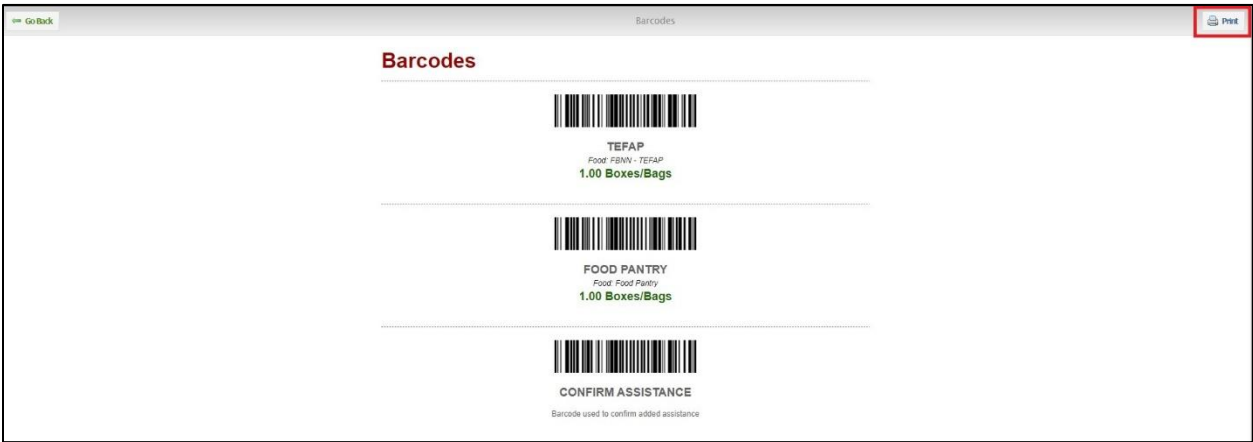 Go Back
Barcodes
Print
Barcodes
TEFAP
Food: FBNN - TEFAP
1.00 Boxes/Bags
FOOD PANTRY
Food: Food Pantry
1.00 Boxes/Bags
CONFIRM ASSISTANCE
Barcode used to confirm added assistance